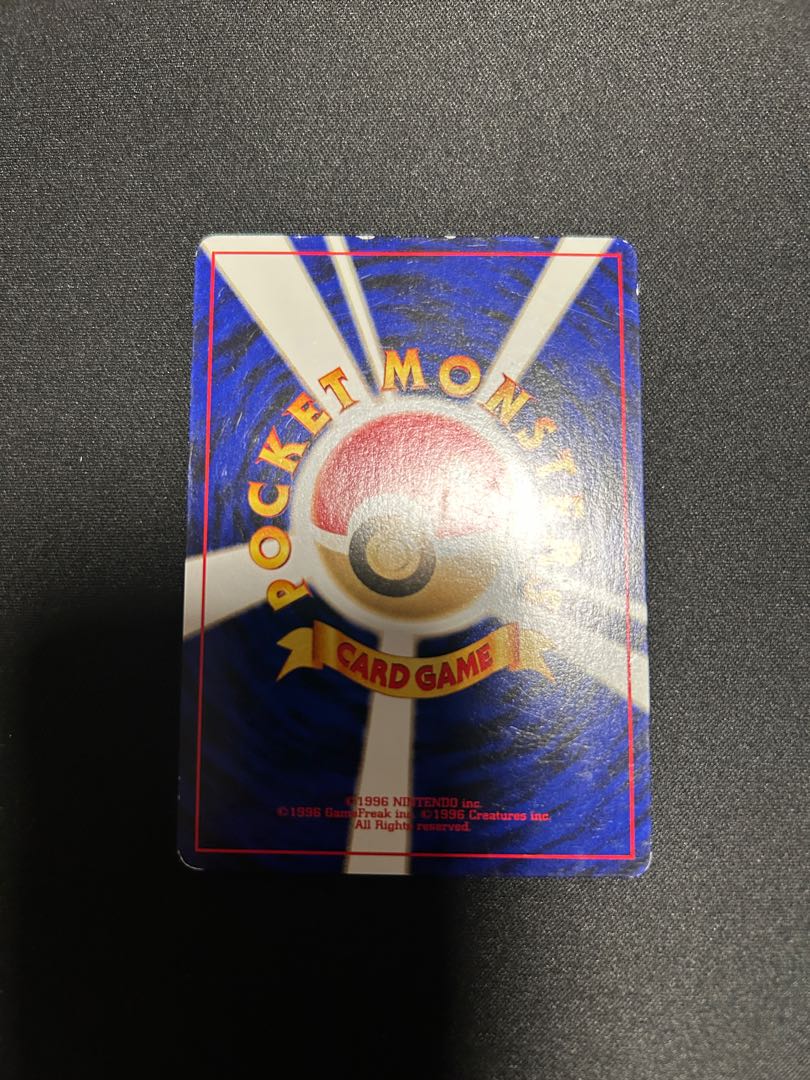 POCKET MONSTERS
CARD GAME
©1996 NINTENDO inc.
©1996 GameFreak inc. ©1996 Creatures inc.
All Rights reserved.